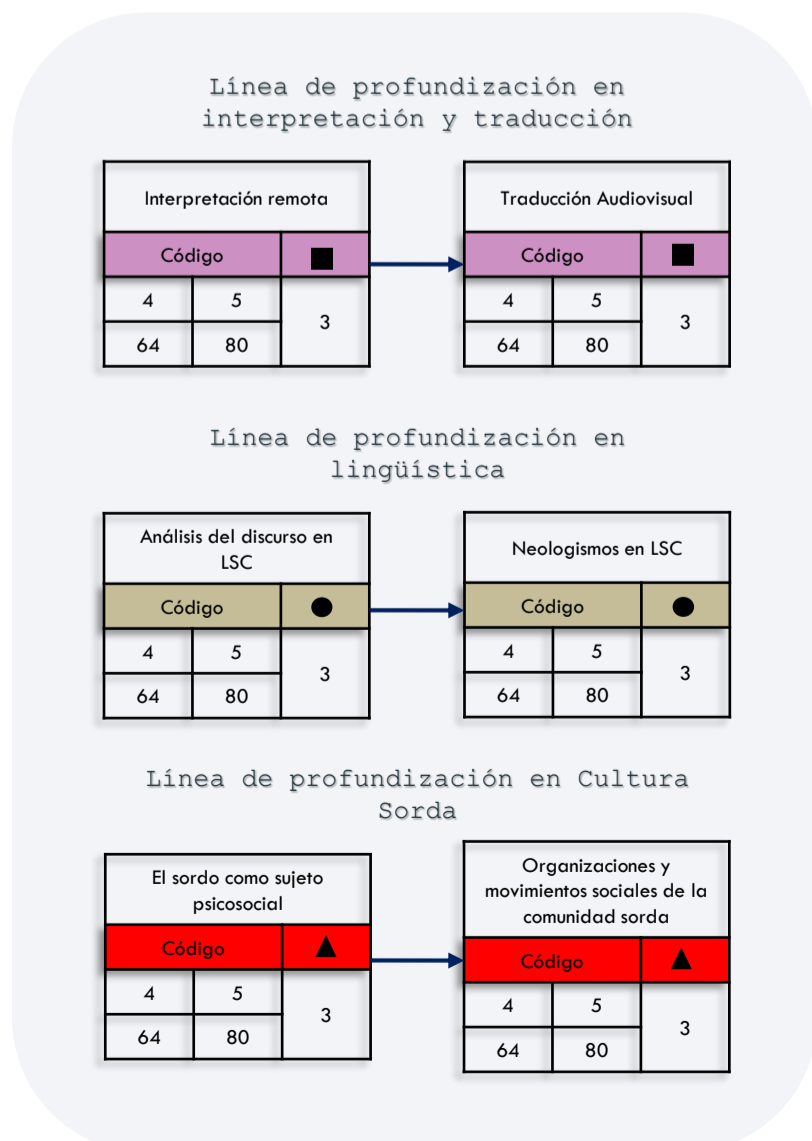 Línea de profundización en
interpretación y traducción
Interpretación remota
Código
4 5
3
64 80
Traducción Audiovisual
Código
4 5
3
64 80
Línea de profundización en
lingüística
Análisis del discurso en
LSC
Código
4 5
3
64 80
Neologismos en LSC
Código
4 5
3
64 80
Línea de profundización en Cultura
Sorda
El sordo como sujeto
psicosocial
Código
4 5
3
64 80
Organizaciones y
movimientos sociales de la
comunidad sorda
Código
4 5
3
64 80